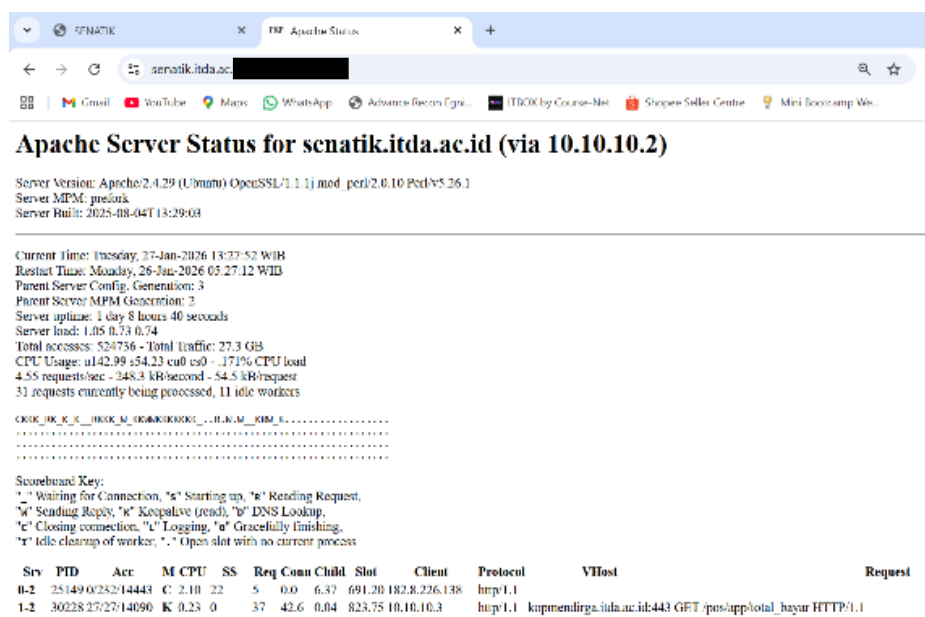 SENATIK
Apache Status
senatik.itda.ac.
Gmail YouTube Maps WhatsApp Advance Recon ITBOX by Course-Net Shopee Seller Centre Mini Bootcamp We...
Apache Server Status for senatik.itda.ac.id (via 10.10.10.2)
Server Version: Apache/2.4.29 (Ubuntu) OpenSSL/1.1.1j mod_perl/2.0.10 Perl/v5.26.1
Server MPM: prefork
Server Built: 2025-08-04T13:29:03
Current Time: Tuesday, 27-Jan-2026 13:27:52 WIB
Restart Time: Monday, 26-Jan-2026 05:27:12 WIB
Parent Server Config. Generation: 3
Parent Server MPM Generation: 2
Server uptime: 1 day 8 hours 40 seconds
Server load: 1.05 0.73 0.74
Total accesses: 524736 - Total Traffic: 27.3 GB
CPU Usage: u142.99 s54.23 cu0 cs0 - .171% CPU load
4.55 requests/sec - 248.3 kB/second - 54.5 kB/request
31 requests currently being processed, 11 idle workers
Scoreboard Key:
"_" Waiting for Connection, "S" Starting up, "R" Reading Request,
"W" Sending Reply, "K" Keepalive (read), "D" DNS Lookup,
"C" Closing connection, "L" Logging, "G" Gracefully finishing,
"I" Idle cleanup of worker, "." Open slot with no current process
Srv PID Acc M CPU SS Req Conn Child Slot Client Protocol VHost Request
0-2 25149 0/232/14443 C 2.10 22 5 0.0 6.37 691.20 182.8.226.138 http/1.1
1-2 30228 27/27/14090 K 0.23 0 37 42.6 0.04 823.75 10.10.10.3 http/1.1 kopmendirga.itda.ac.id:443 GET /pos/app/total_bayar HTTP/1.1